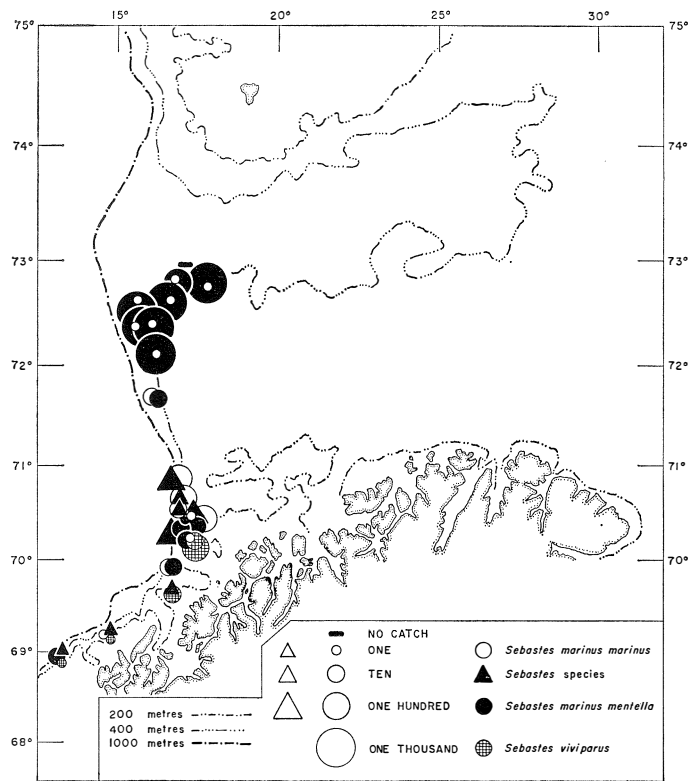 15° 20° 25° 30°
75° 75°
74° 74°
73° 73°
72° 72°
71° 71°
70° 70°
69° 69°
68° 68°
NO CATCH
ONE Sebastes marinus marinus
TEN Sebastes species
ONE HUNDRED Sebastes marinus mentella
ONE THOUSAND Sebastes viviparus
200 metres
400 metres
1000 metres